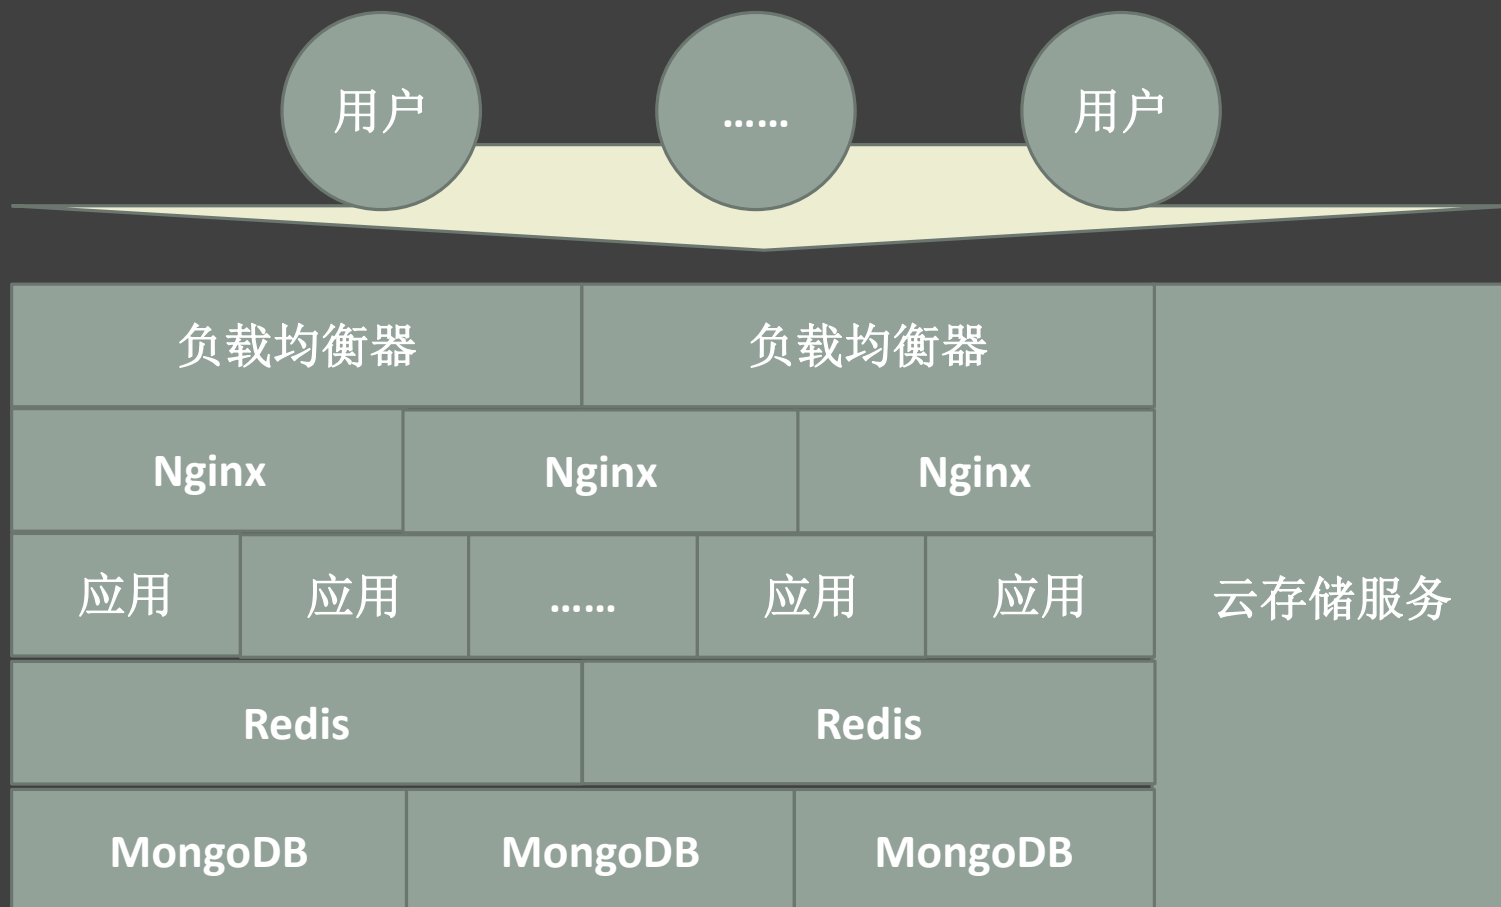 用户
......
用户
负载均衡器
负载均衡器
Nginx
Nginx
Nginx
应用
应用
......
应用
应用
云存储服务
Redis
Redis
MongoDB
MongoDB
MongoDB